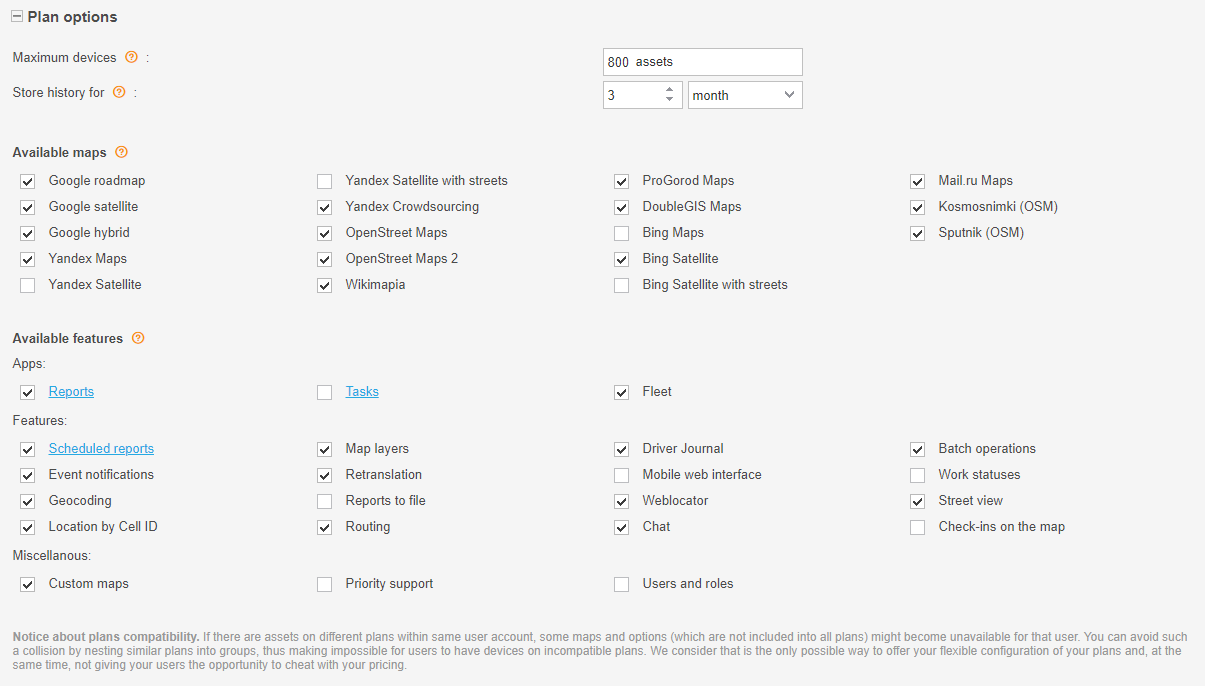 Plan options
Maximum devices ? :
800 assets
Store history for ? :
3 month
Available maps ?
Google roadmap Yandex Satellite with streets ProGorod Maps Mail.ru Maps
Google satellite Yandex Crowdsourcing DoubleGIS Maps Kosmosnimki (OSM)
Google hybrid OpenStreet Maps Bing Maps Sputnik (OSM)
Yandex Maps OpenStreet Maps 2 Bing Satellite
Yandex Satellite Wikimapia Bing Satellite with streets
Available features ?
Apps:
Reports Tasks Fleet
Features:
Scheduled reports Map layers Driver Journal Batch operations
Event notifications Retranslation Mobile web interface Work statuses
Geocoding Reports to file Weblocator Street view
Location by Cell ID Routing Chat Check-ins on the map
Miscellanous:
Custom maps Priority support Users and roles
Notice about plans compatibility. If there are assets on different plans within same user account, some maps and options (which are not included into all plans) might become unavailable for that user. You can avoid such
a collision by nesting similar plans into groups, thus making impossible for users to have devices on incompatible plans. We consider that is the only possible way to offer your flexible configuration of your plans and, at the
same time, not giving your users the opportunity to cheat with your pricing.